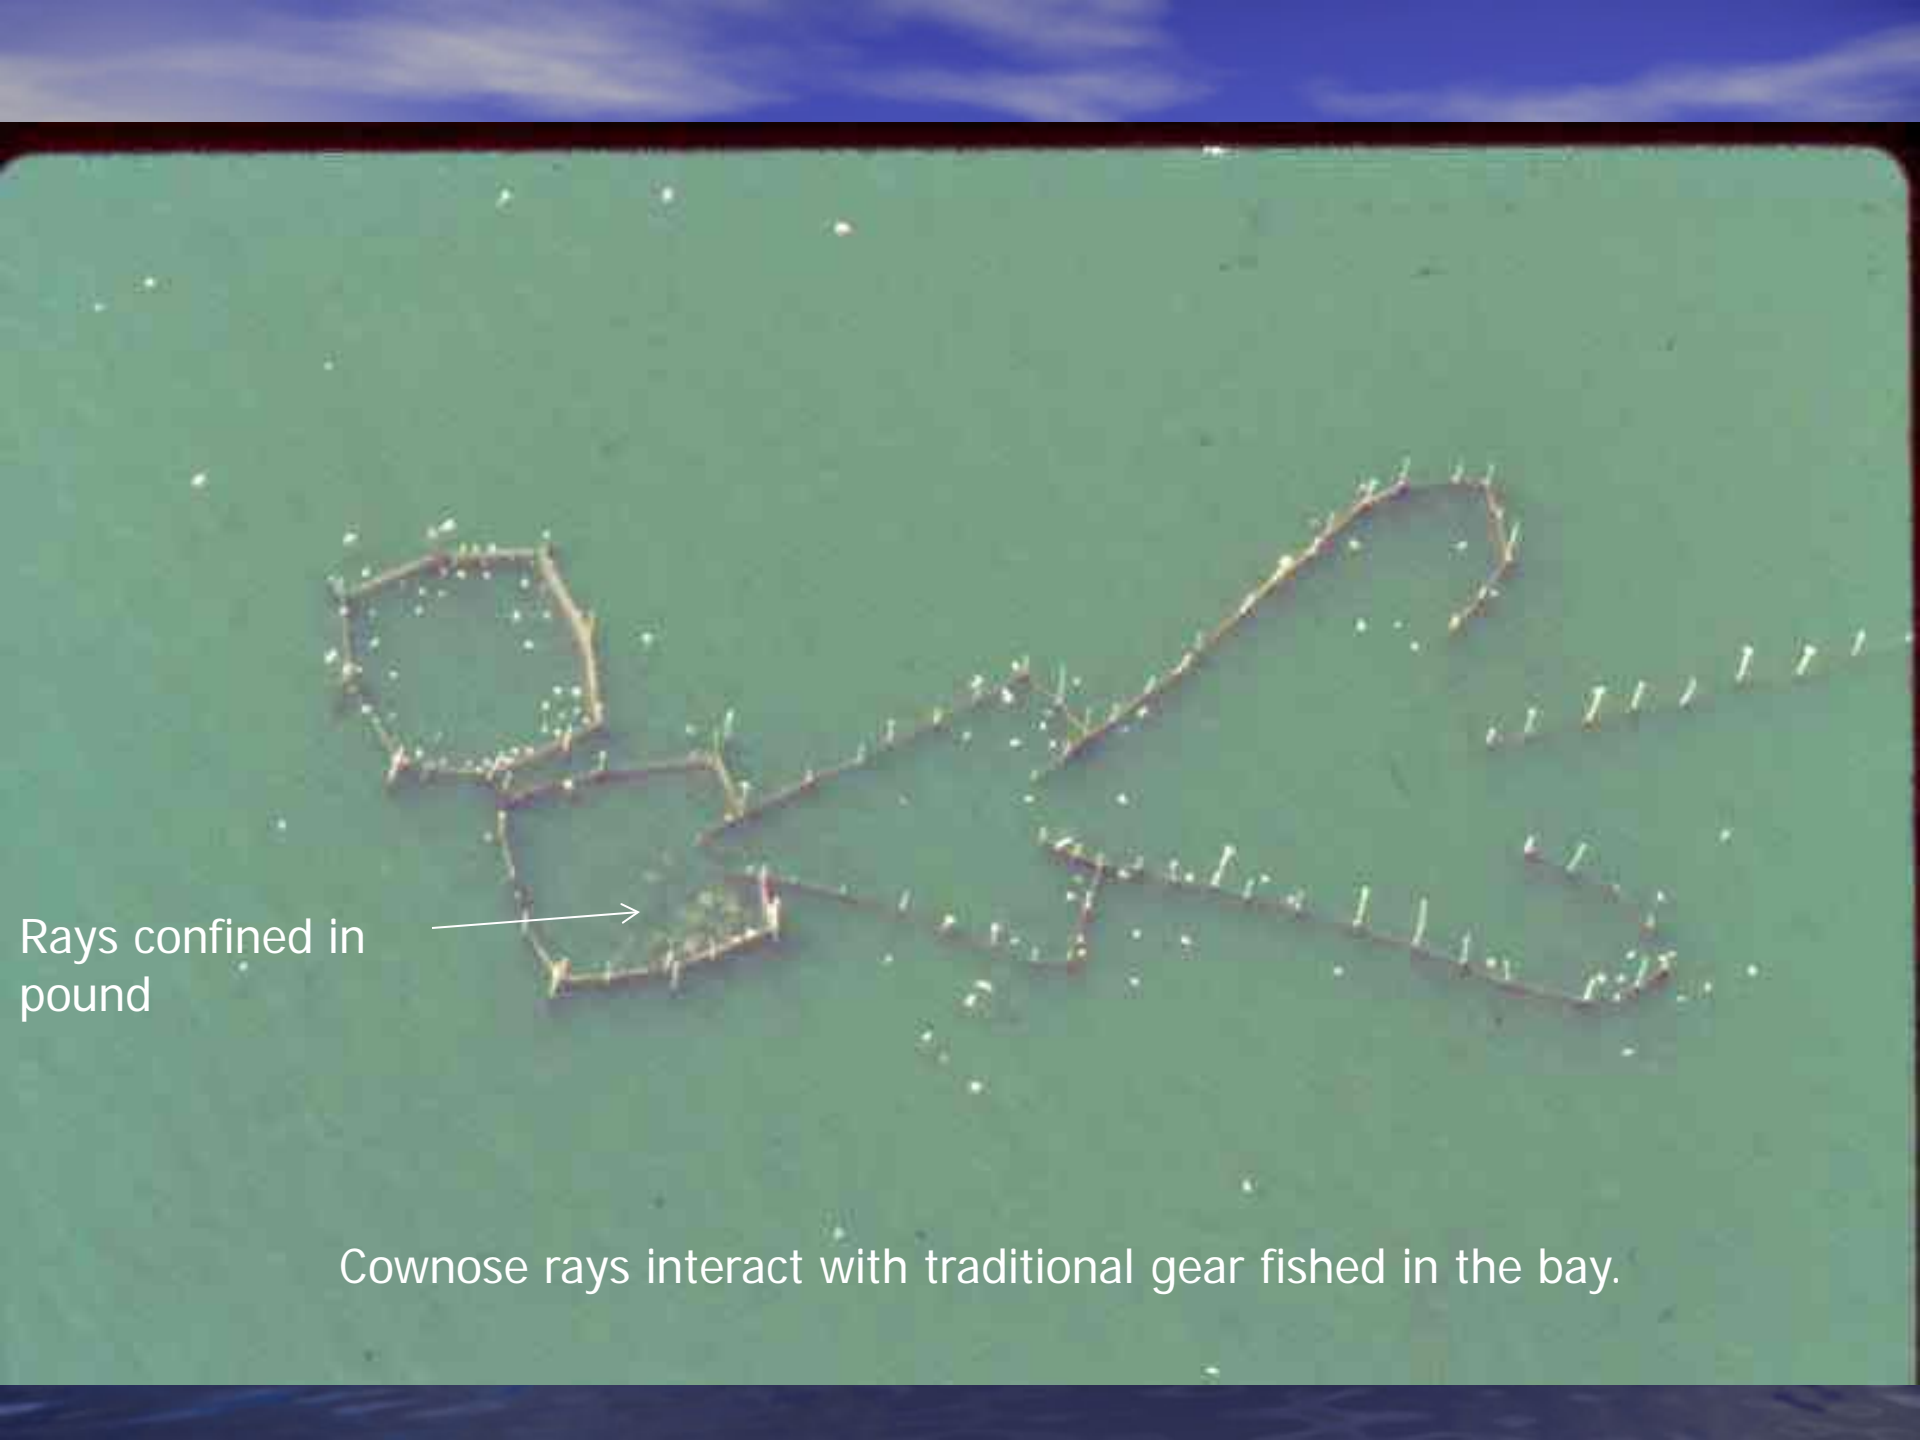 Rays confined in
pound
Cownose rays interact with traditional gear fished in the bay.